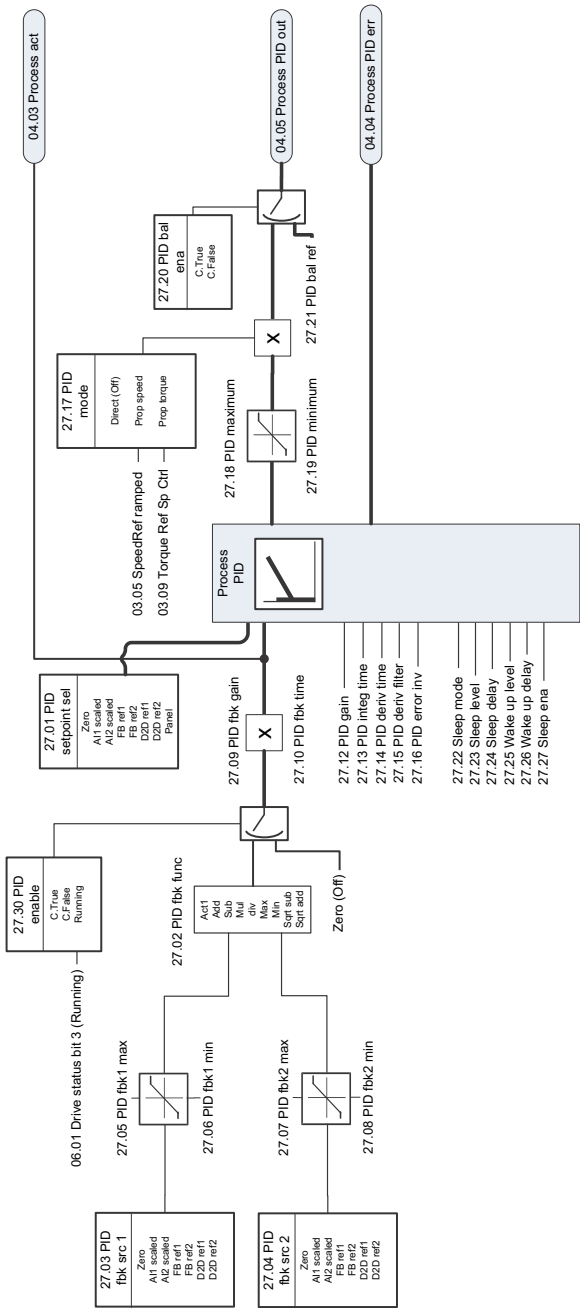 27.03 PID
fbk src 1
Zero
AI1 scaled
AI2 scaled
FB ref1
FB ref2
D2D ref1
D2D ref2
27.04 PID
fbk src 2
Zero
AI1 scaled
AI2 scaled
FB ref1
FB ref2
D2D ref1
D2D ref2
27.05 PID fbk1 max
27.06 PID fbk1 min
27.07 PID fbk2 max
27.08 PID fbk2 min
06.01 Drive status bit 3 (Running)
27.30 PID
enable
C.True
C.False
Running
27.02 PID fbk func
Act1
Add
Sub
Mul
div
Max
Min
Sqrt sub
Sqrt add
Zero (Off)
27.01 PID
setpoint sel
Zero
AI1 scaled
AI2 scaled
FB ref1
FB ref2
D2D ref1
D2D ref2
Panel
27.09 PID fbk gain
X
27.10 PID fbk time
27.12 PID gain
27.13 PID integ time
27.14 PID deriv time
27.15 PID deriv filter
27.16 PID error inv
27.22 Sleep mode
27.23 Sleep level
27.24 Sleep delay
27.25 Wake up level
27.26 Wake up delay
27.27 Sleep ena
Process
PID
03.05 SpeedRef ramped
03.09 Torque Ref Sp Ctrl
27.17 PID
mode
Direct (Off)
Prop speed
Prop torque
27.18 PID maximum
27.19 PID minimum
X
27.20 PID bal
ena
C.True
C.False
27.21 PID bal ref
04.03 Process act
04.05 Process PID out
04.04 Process PID err